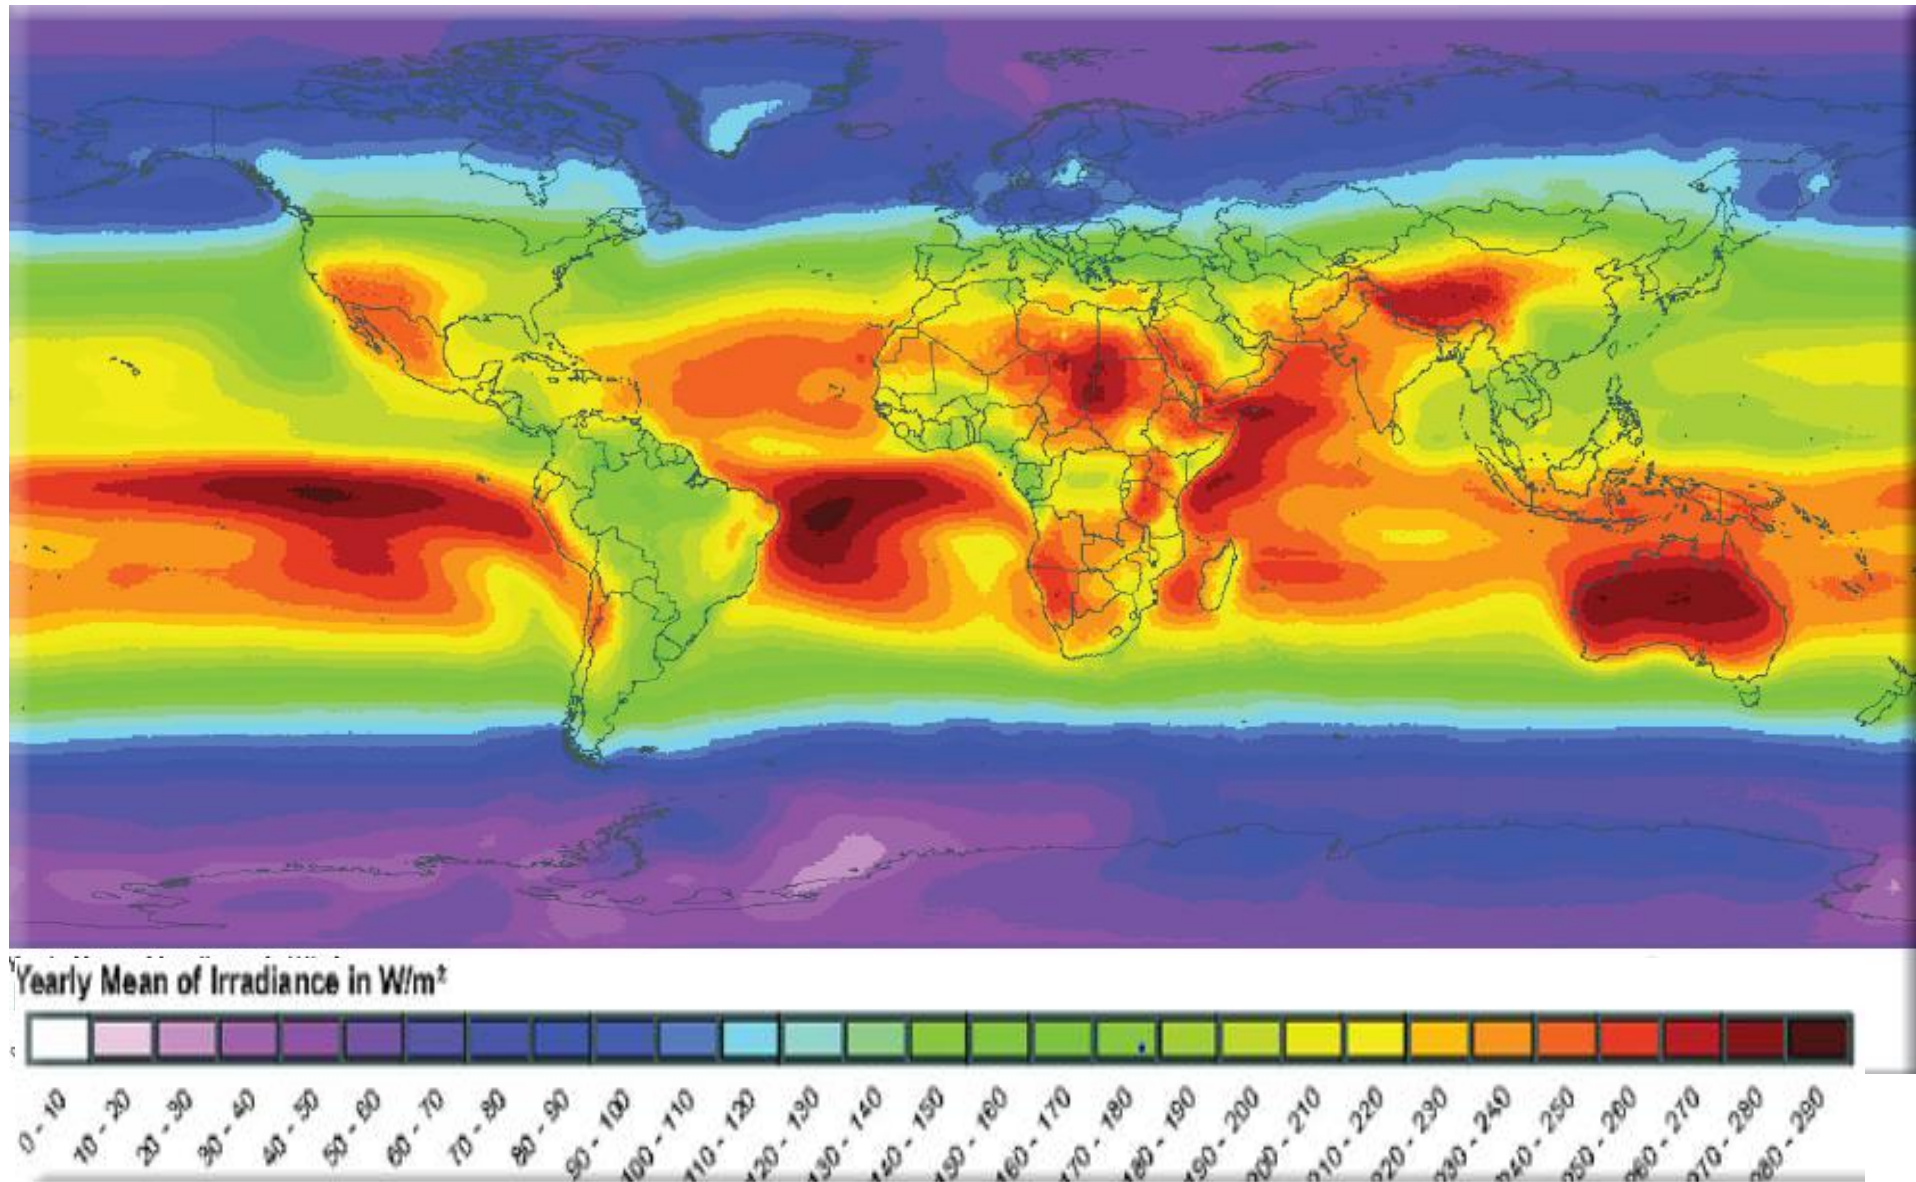 Yearly Mean of Irradiance in W/m²
0 - 10 10 - 20 20 - 30 30 - 40 40 - 50 50 - 60 60 - 70 70 - 80 80 - 90 90 - 100 100 - 110 110 - 120 120 - 130 130 - 140 140 - 150 150 - 160 160 - 170 170 - 180 180 - 190 190 - 200 200 - 210 210 - 220 220 - 230 230 - 240 240 - 250 250 - 260 260 - 270 270 - 280 280 - 290